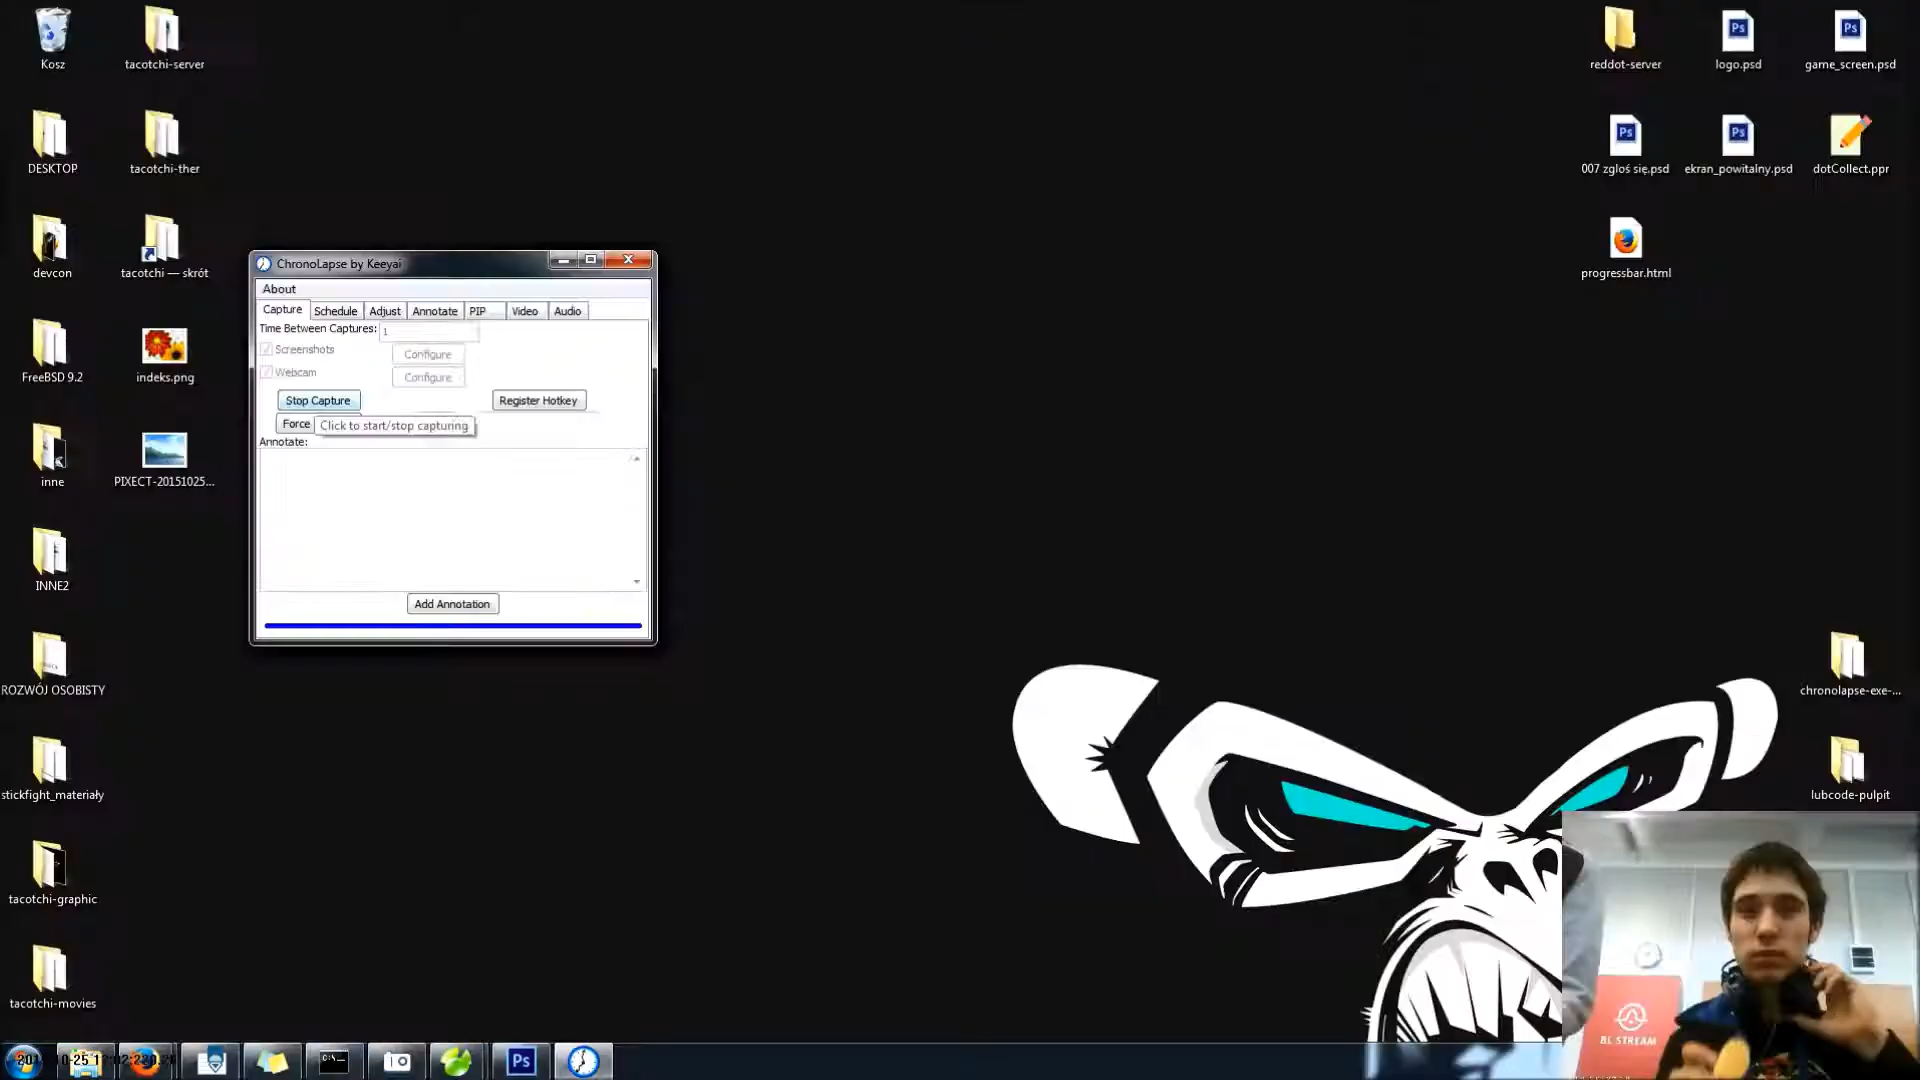 Kosz
tacotchi-server
reddot-server
logo.psd
game_screen.psd
DESKTOP
tacotchi-ther
007 zgłoś się.psd
ekran_powitalny.psd
dotCollect.ppr
devcon
tacotchi — skrót
progressbar.html
ChronoLapse by Keeyai
About
Capture
Schedule
Adjust
Annotate
PIP
Video
Audio
Time Between Captures:
1
Screenshots
Configure
Webcam
Configure
FreeBSD 9.2
indeks.png
Stop Capture
Register Hotkey
Force
Click to start/stop capturing
Annotate:
inne
PIXECT-20151025...
INNE2
Add Annotation
ROZWÓJ OSOBISTY
chronolapse-exe-...
stickfight_materiały
lubcode-pulpit
tacotchi-graphic
tacotchi-movies
BL STREAM
Ps